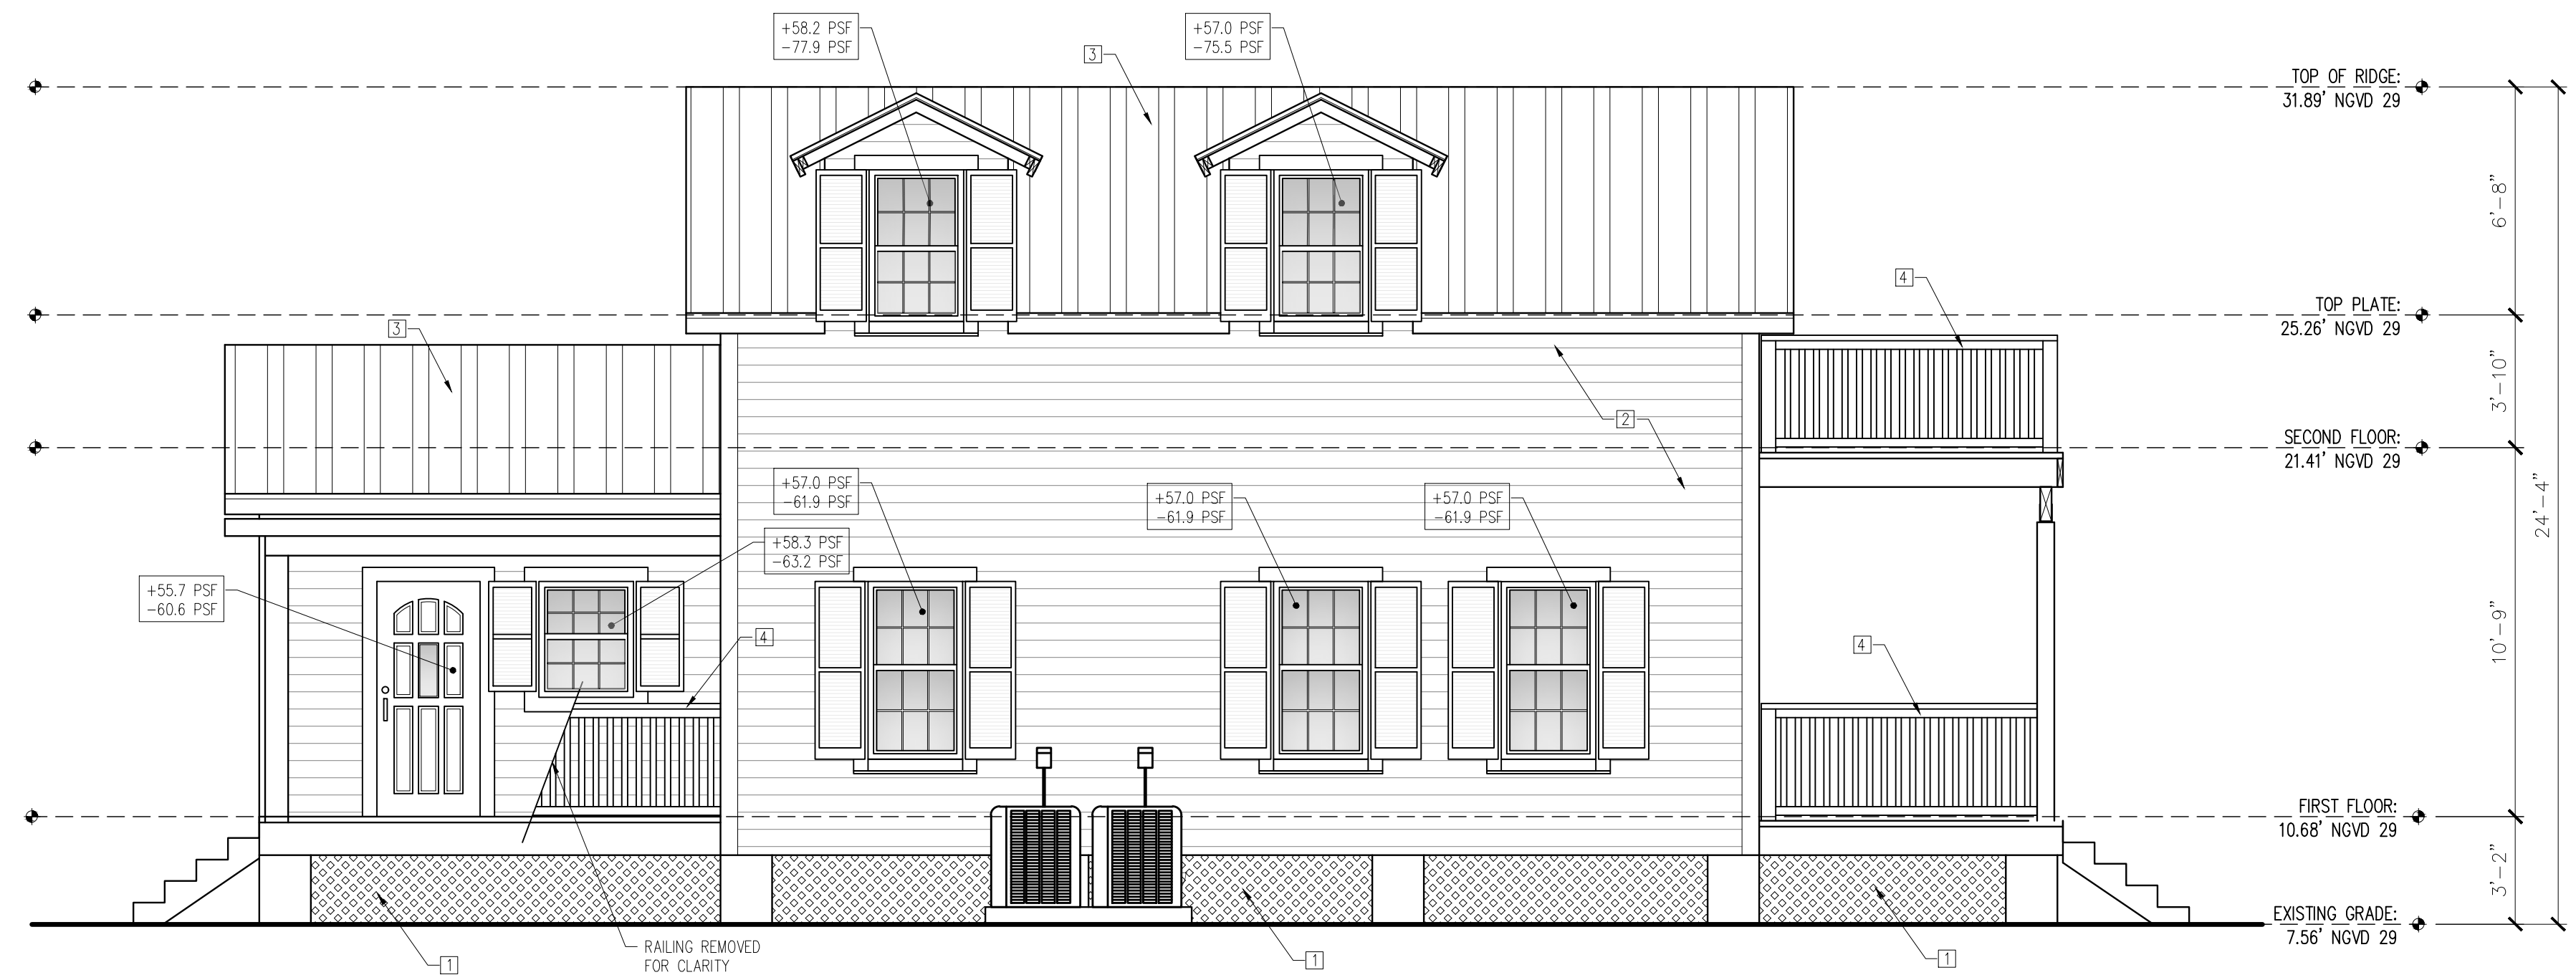 +58.2 PSF
-77.9 PSF
3
+57.0 PSF
-75.5 PSF
TOP OF RIDGE:
31.89' NGVD 29
6'-8"
4
TOP PLATE:
25.26' NGVD 29
3
3'-10"
2
SECOND FLOOR:
21.41' NGVD 29
24'-4"
+57.0 PSF
-61.9 PSF
+57.0 PSF
-61.9 PSF
+57.0 PSF
-61.9 PSF
+58.3 PSF
-63.2 PSF
+55.7 PSF
-60.6 PSF
4
4
10'-9"
FIRST FLOOR:
10.68' NGVD 29
3'-2"
EXISTING GRADE:
7.56' NGVD 29
RAILING REMOVED
FOR CLARITY
1
1
1